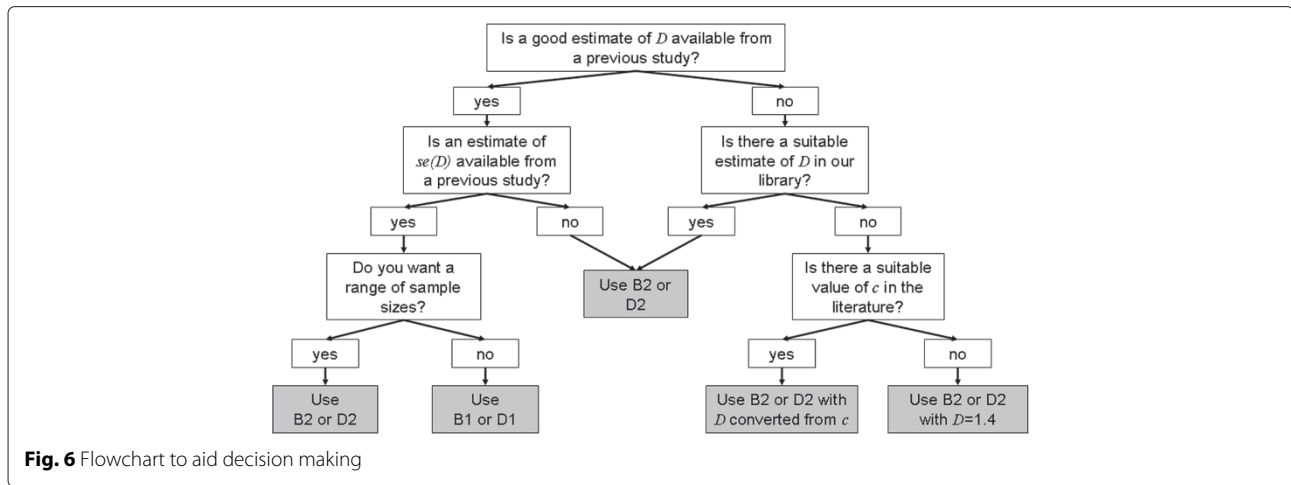 Is a good estimate of D available from
a previous study?
yes
no
Is an estimate of
se(D) available from
a previous study?
Is there a suitable
estimate of D in our
library?
yes
no
yes
no
Do you want a
range of sample
sizes?
Use B2 or
D2
Is there a suitable
value of c in the
literature?
yes
no
yes
no
Use
B2 or D2
Use
B1 or D1
Use B2 or D2 with
D converted from c
Use B2 or D2
with D=1.4
Fig. 6 Flowchart to aid decision making